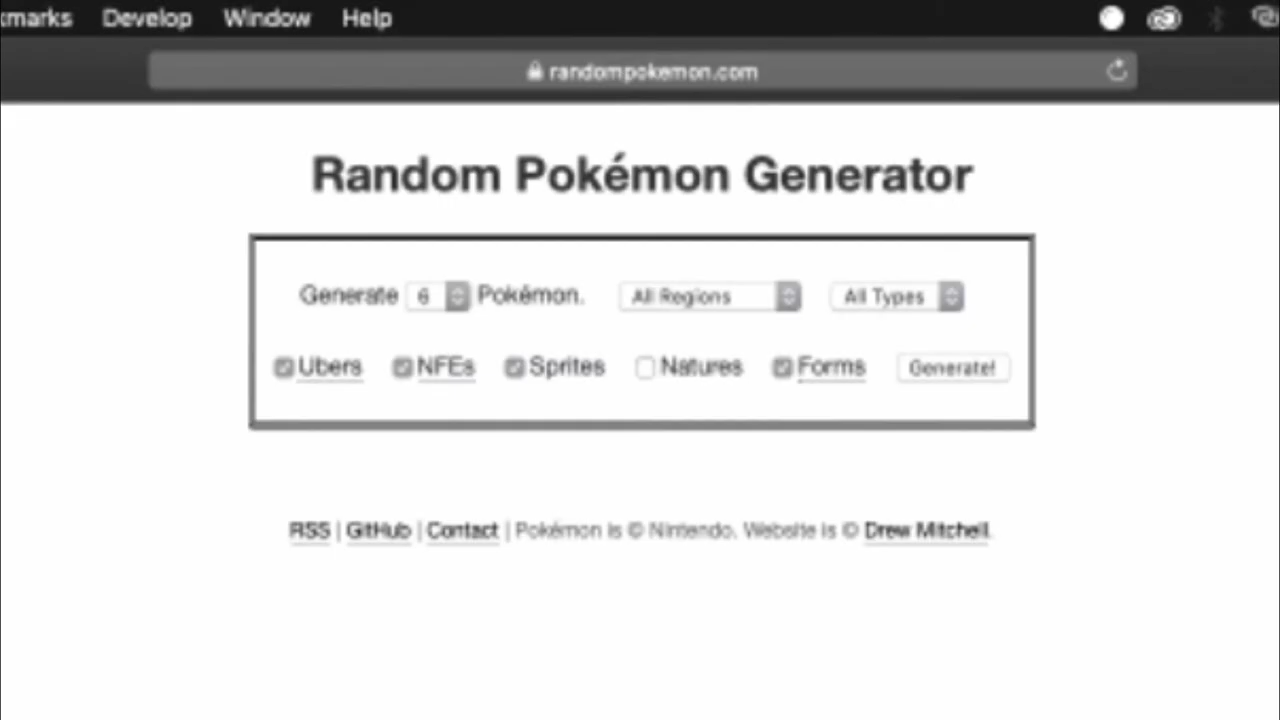 kmarks Develop Window Help
randompokemon.com
Random Pokémon Generator
Generate 6 Pokémon. All Regions All Types
Ubers NFEs Sprites Natures Forms Generate!
RSS | GitHub | Contact | Pokémon is © Nintendo. Website is © Drew Mitchell.